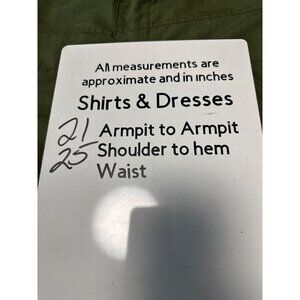 All measurements are
approximate and in inches
Shirts & Dresses
21 Armpit to Armpit
25 Shoulder to hem
Waist